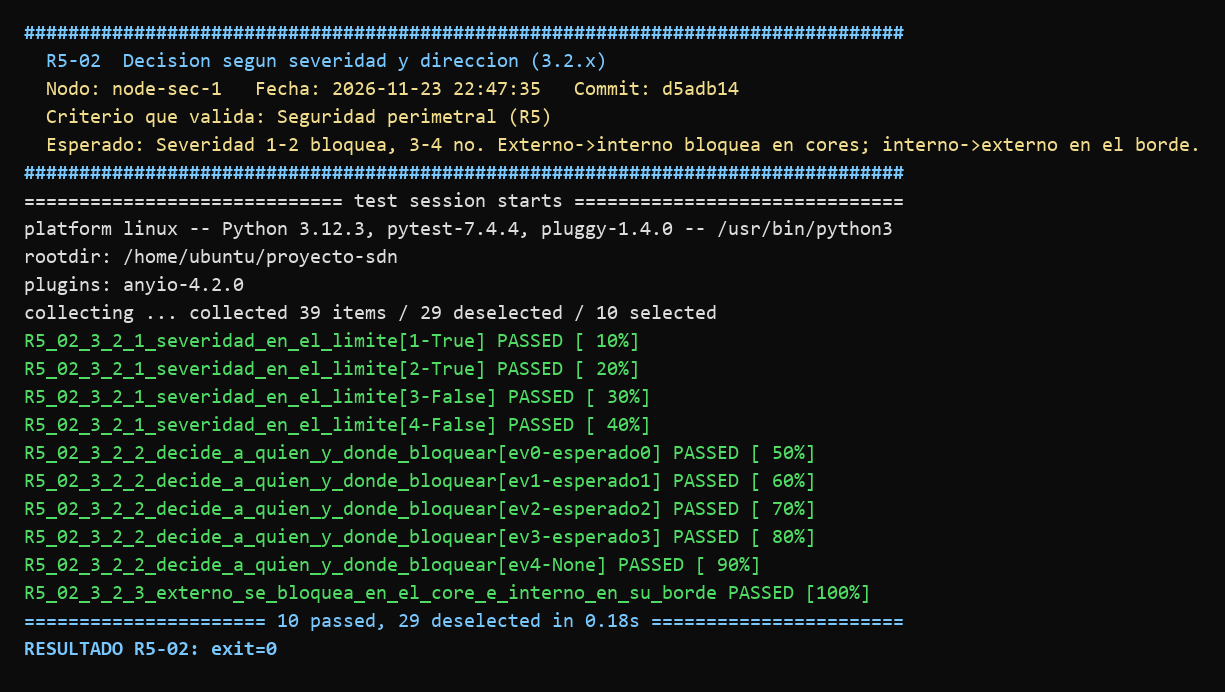 ################################################################################
R5-02  Decision segun severidad y direccion (3.2.x)
Nodo: node-sec-1   Fecha: 2026-11-23 22:47:35   Commit: d5adb14
Criterio que valida: Seguridad perimetral (R5)
Esperado: Severidad 1-2 bloquea, 3-4 no. Externo->interno bloquea en cores; interno->externo en el borde.
################################################################################
============================= test session starts ==============================
platform linux -- Python 3.12.3, pytest-7.4.4, pluggy-1.4.0 -- /usr/bin/python3
rootdir: /home/ubuntu/proyecto-sdn
plugins: anyio-4.2.0
collecting ... collected 39 items / 29 deselected / 10 selected
R5_02_3_2_1_severidad_en_el_limite[1-True] PASSED [ 10%]
R5_02_3_2_1_severidad_en_el_limite[2-True] PASSED [ 20%]
R5_02_3_2_1_severidad_en_el_limite[3-False] PASSED [ 30%]
R5_02_3_2_1_severidad_en_el_limite[4-False] PASSED [ 40%]
R5_02_3_2_2_decide_a_quien_y_donde_bloquear[ev0-esperado0] PASSED [ 50%]
R5_02_3_2_2_decide_a_quien_y_donde_bloquear[ev1-esperado1] PASSED [ 60%]
R5_02_3_2_2_decide_a_quien_y_donde_bloquear[ev2-esperado2] PASSED [ 70%]
R5_02_3_2_2_decide_a_quien_y_donde_bloquear[ev3-esperado3] PASSED [ 80%]
R5_02_3_2_2_decide_a_quien_y_donde_bloquear[ev4-None] PASSED [ 90%]
R5_02_3_2_3_externo_se_bloquea_en_el_core_e_interno_en_su_borde PASSED [100%]
====================== 10 passed, 29 deselected in 0.18s =======================
RESULTADO R5-02: exit=0